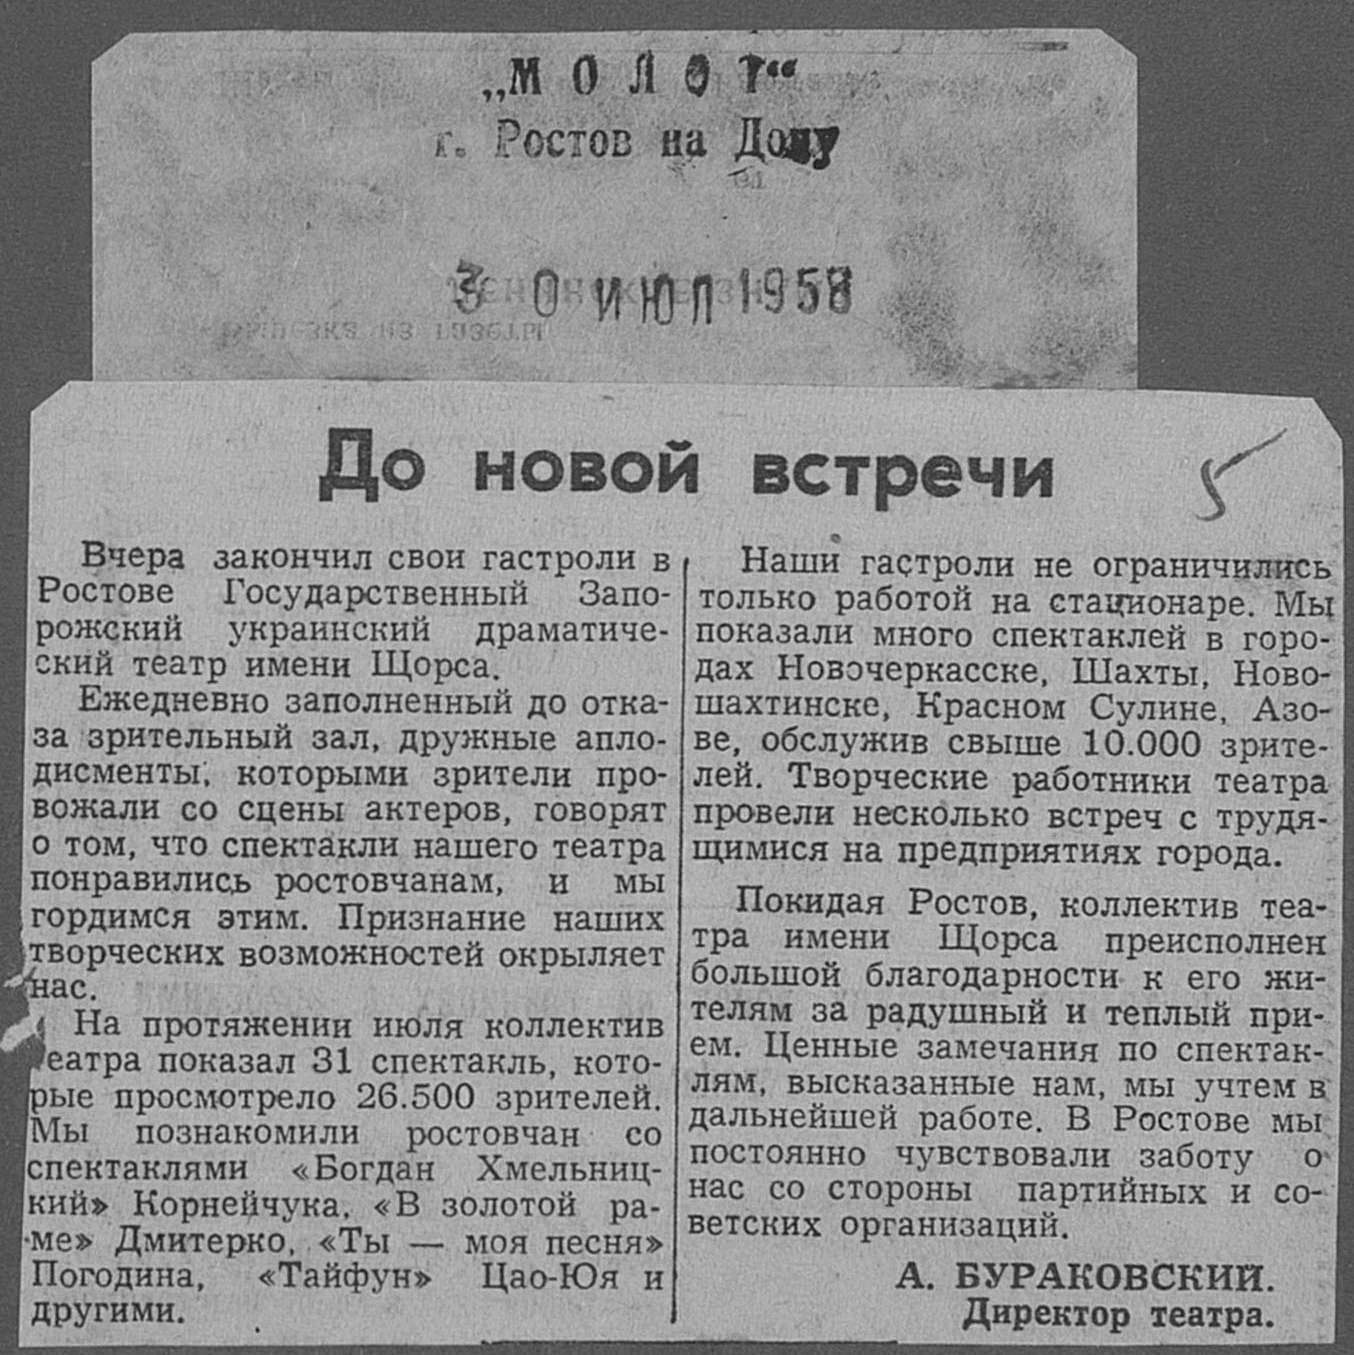 „МОЛОТ“
г. Ростов на Дону
30 ИЮЛ 1958
До новой встречи
5
Вчера закончил свои гастроли в
Ростове Государственный Запо-
рожский украинский драматиче-
ский театр имени Щорса.
Ежедневно заполненный до отка-
за зрительный зал, дружные апло-
дисменты, которыми зрители про-
вожали со сцены актеров, говорят
о том, что спектакли нашего театра
понравились ростовчанам, и мы
гордимся этим. Признание наших
творческих возможностей окрыляет
нас.
На протяжении июля коллектив
театра показал 31 спектакль, кото-
рые просмотрело 26.500 зрителей.
Мы познакомили ростовчан со
спектаклями «Богдан Хмельниц-
кий» Корнейчука, «В золотой ра-
ме» Дмитерко, «Ты — моя песня»
Погодина, «Тайфун» Цао-Юя и
другими.
Наши гастроли не ограничились
только работой на стационаре. Мы
показали много спектаклей в горо-
дах Новочеркасске, Шахты, Ново-
шахтинске, Красном Сулине, Азо-
ве, обслужив свыше 10.000 зрите-
лей. Творческие работники театра
провели несколько встреч с трудя-
щимися на предприятиях города.
Покидая Ростов, коллектив теа-
тра имени Щорса преисполнен
большой благодарности к его жи-
телям за радушный и теплый при-
ем. Ценные замечания по спектак-
лям, высказанные нам, мы учтем в
дальнейшей работе. В Ростове мы
постоянно чувствовали заботу о
нас со стороны партийных и со-
ветских организаций.
А. БУРАКОВСКИЙ.
Директор театра.